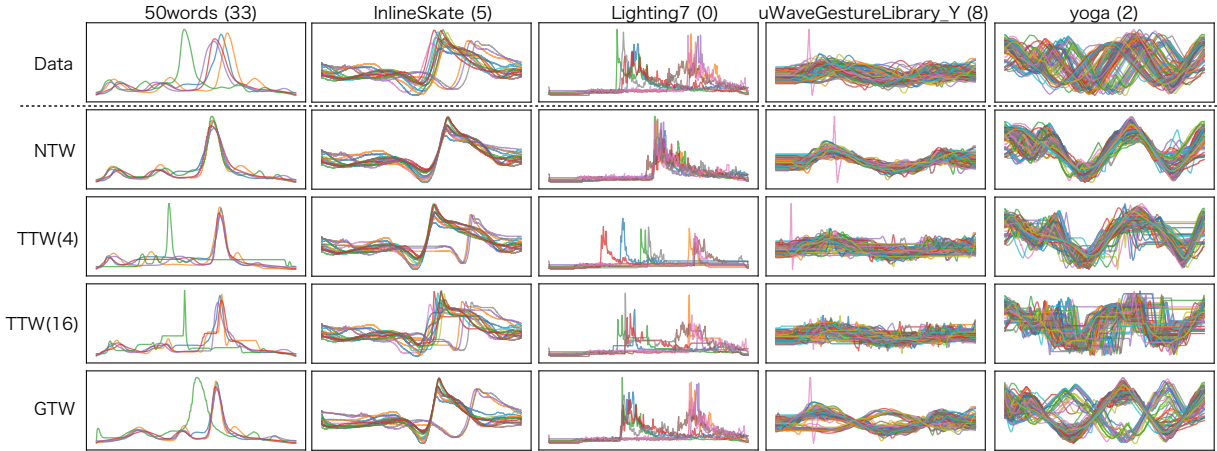 50words (33) InlineSkate (5) Lighting7 (0) uWaveGestureLibrary_Y (8) yoga (2)
Data
NTW
TTW(4)
TTW(16)
GTW